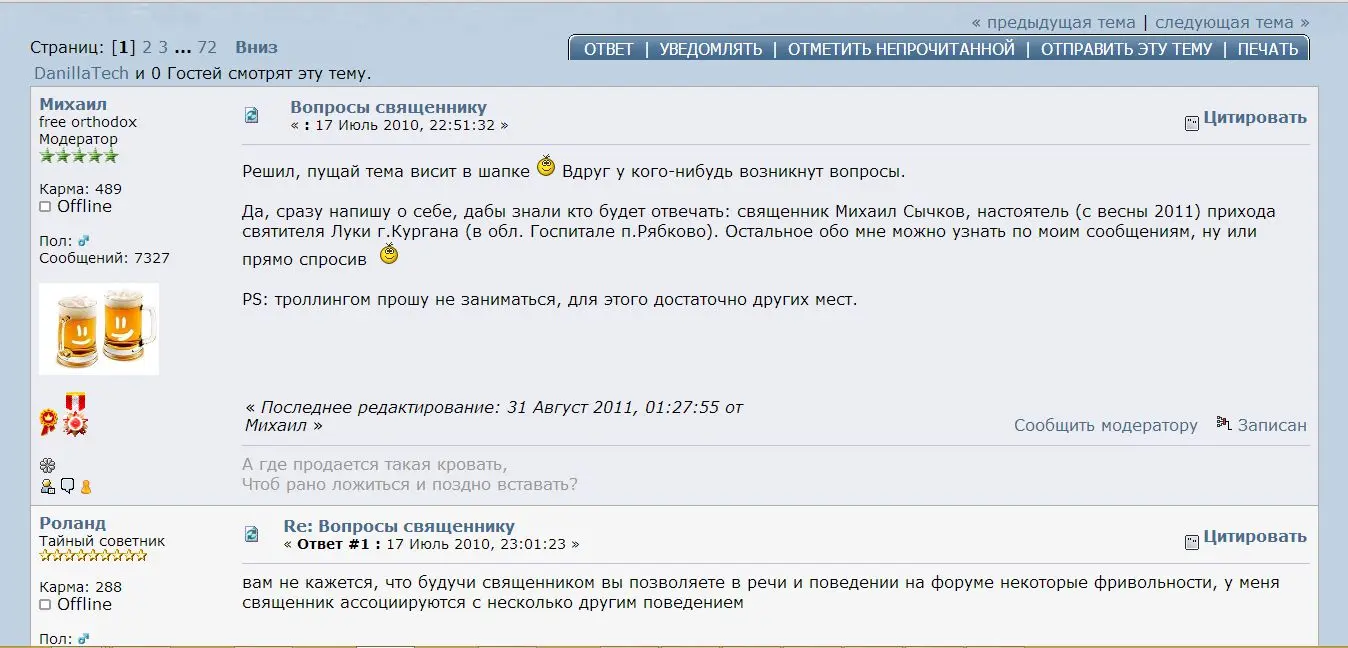 « предыдущая тема | следующая тема »
Страниц: [1] 2 3 ... 72 Вниз
ОТВЕТ | УВЕДОМЛЯТЬ | ОТМЕТИТЬ НЕПРОЧИТАННОЙ | ОТПРАВИТЬ ЭТУ ТЕМУ | ПЕЧАТЬ
DanillaTech и 0 Гостей смотрят эту тему.
Михаил
free orthodox
Модератор
Карма: 489
Offline
Пол:
Сообщений: 7327
Вопросы священнику
« : 17 Июль 2010, 22:51:32 »
Цитировать
Решил, пущай тема висит в шапке Вдруг у кого-нибудь возникнут вопросы.
Да, сразу напишу о себе, дабы знали кто будет отвечать: священник Михаил Сычков, настоятель (с весны 2011) прихода
святителя Луки г.Кургана (в обл. Госпитале п.Рябково). Остальное обо мне можно узнать по моим сообщениям, ну или
прямо спросив
PS: троллингом прошу не заниматься, для этого достаточно других мест.
« Последнее редактирование: 31 Август 2011, 01:27:55 от
Михаил »
Сообщить модератору Записан
А где продается такая кровать,
Чтоб рано ложиться и поздно вставать?
Роланд
Тайный советник
Карма: 288
Offline
Пол:
Re: Вопросы священнику
« Ответ #1 : 17 Июль 2010, 23:01:23 »
Цитировать
вам не кажется, что будучи священником вы позволяете в речи и поведении на форуме некоторые фривольности, у меня
священник ассоциируются с несколько другим поведением